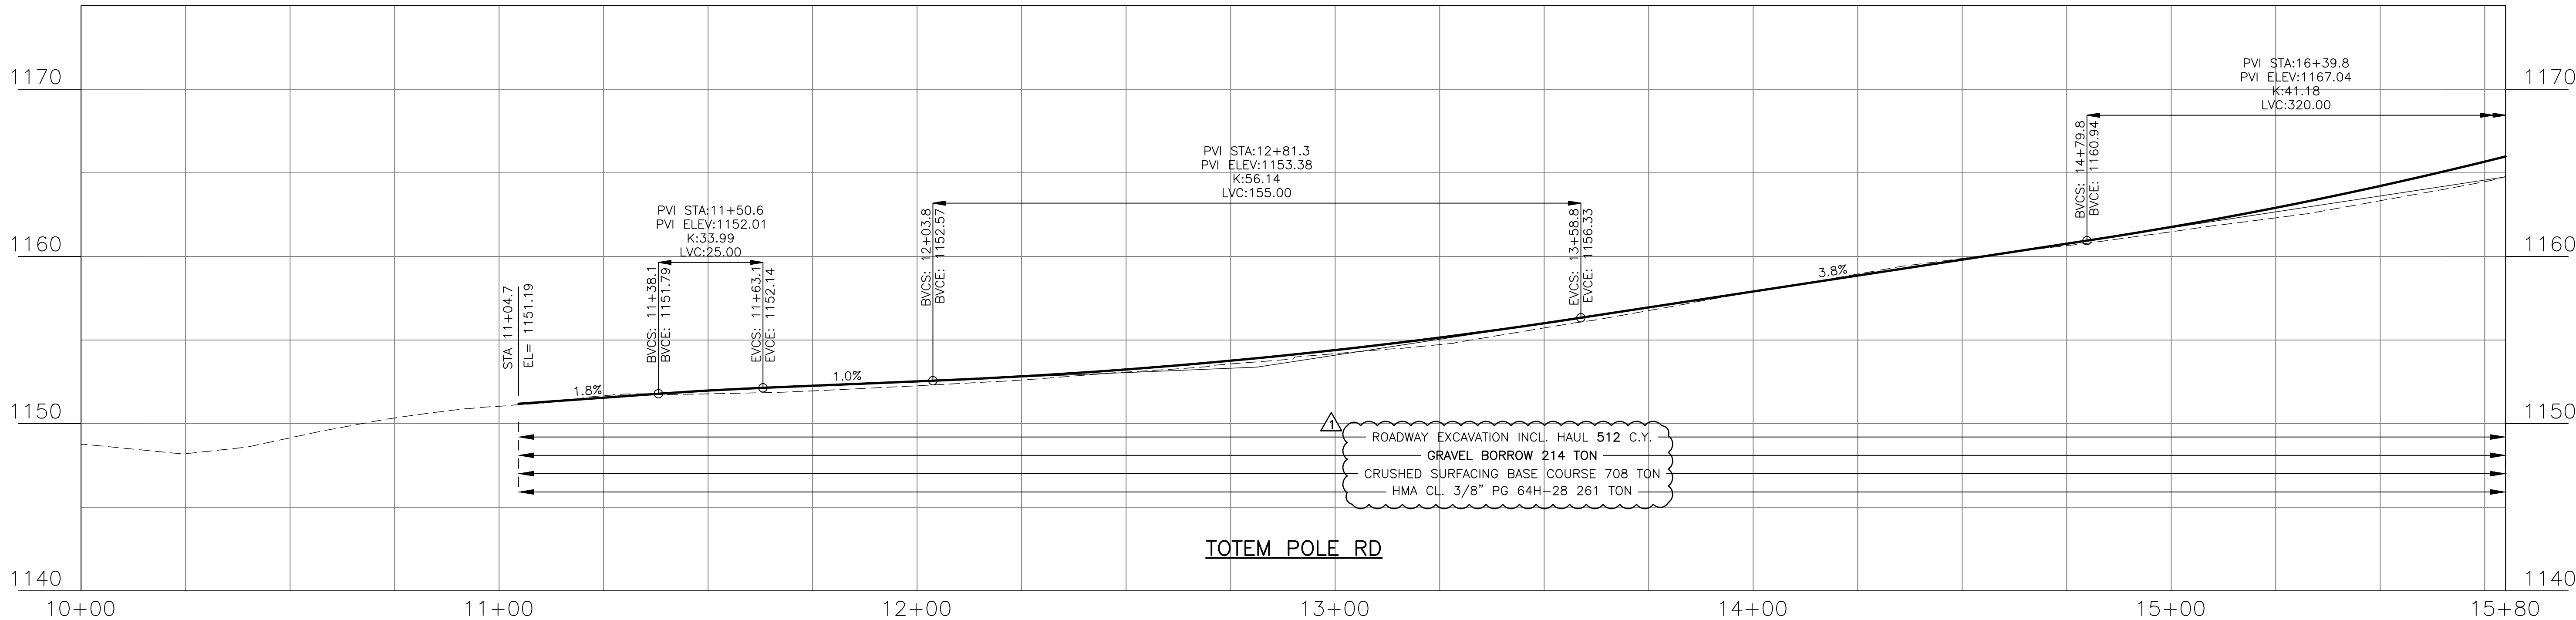 1170
1160
1150
1140
STA 11+04.7
EL= 1151.19
1.8%
PVI STA:11+50.6
PVI ELEV:1152.01
K:33.99
LVC:25.00
BVCS: 11+38.1
BVCE: 1151.79
EVCS: 11+63.1
EVCE: 1152.14
1.0%
PVI STA:12+81.3
PVI ELEV:1153.38
K:56.14
LVC:155.00
BVCS: 12+03.8
BVCE: 1152.57
EVCS: 13+58.8
EVCE: 1156.33
3.8%
PVI STA:16+39.8
PVI ELEV:1167.04
K:41.18
LVC:320.00
BVCS: 14+79.8
BVCE: 1160.94
1170
1160
1150
1140
1
ROADWAY EXCAVATION INCL. HAUL 512 C.Y.
GRAVEL BORROW 214 TON
CRUSHED SURFACING BASE COURSE 708 TON
HMA CL. 3/8" PG 64H-28 261 TON
TOTEM POLE RD
10+00 11+00 12+00 13+00 14+00 15+00 15+80